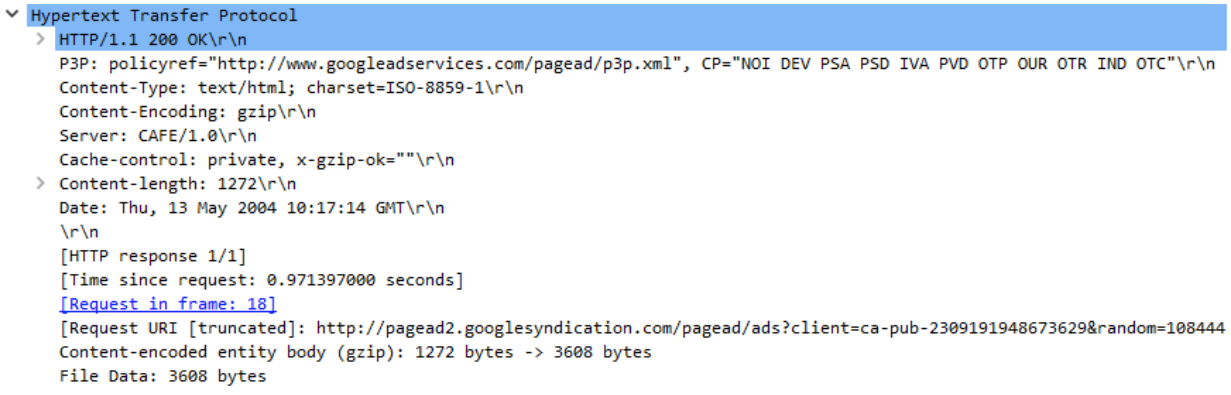 Hypertext Transfer Protocol
HTTP/1.1 200 OK\r\n
P3P: policyref="http://www.googleadservices.com/pagead/p3p.xml", CP="NOI DEV PSA PSD IVA PVD OTP OUR OTR IND OTC"\r\n
Content-Type: text/html; charset=ISO-8859-1\r\n
Content-Encoding: gzip\r\n
Server: CAFE/1.0\r\n
Cache-control: private, x-gzip-ok=""\r\n
Content-length: 1272\r\n
Date: Thu, 13 May 2004 10:17:14 GMT\r\n
\r\n
[HTTP response 1/1]
[Time since request: 0.971397000 seconds]
[Request in frame: 18]
[Request URI [truncated]: http://pagead2.googlesyndication.com/pagead/ads?client=ca-pub-2309191948673629&random=108444
Content-encoded entity body (gzip): 1272 bytes -> 3608 bytes
File Data: 3608 bytes